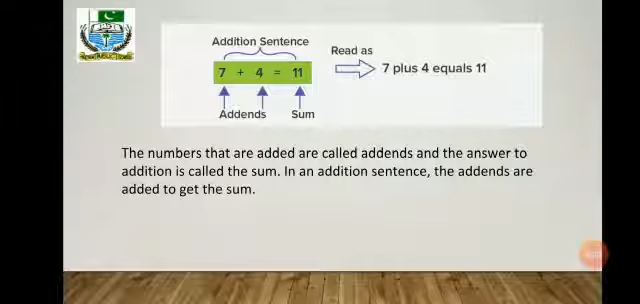 Addition Sentence
7 + 4 = 11
Read as
7 plus 4 equals 11
Addends
Sum
The numbers that are added are called addends and the answer to
addition is called the sum. In an addition sentence, the addends are
added to get the sum.